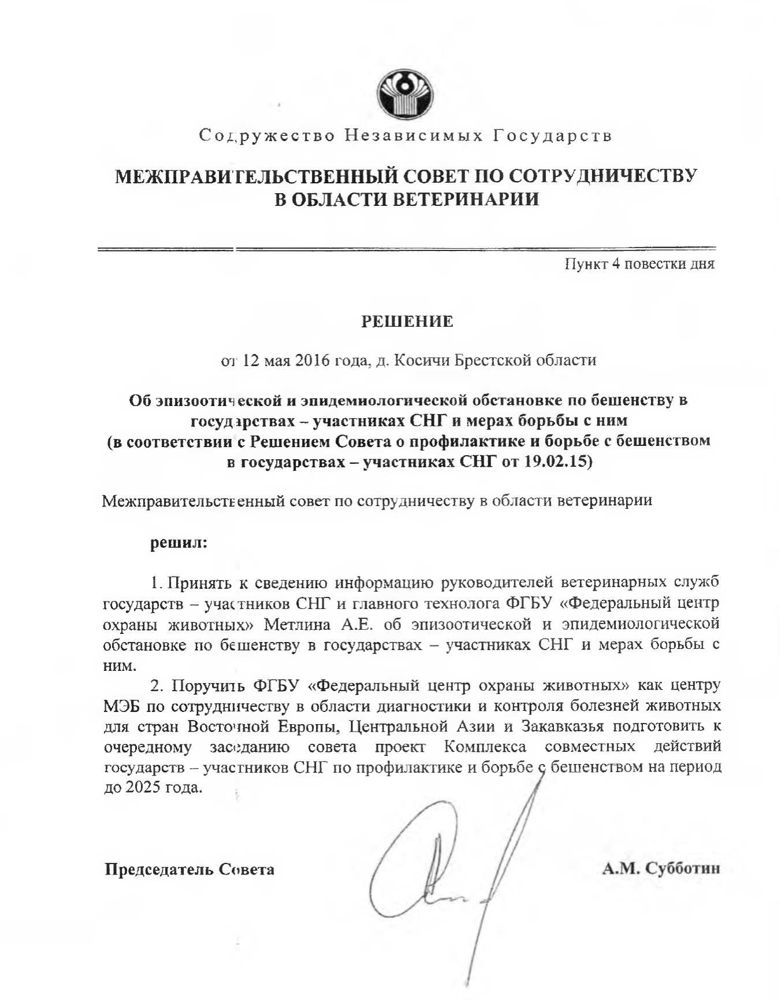 Содружество Независимых Государств
МЕЖПРАВИТЕЛЬСТВЕННЫЙ СОВЕТ ПО СОТРУДНИЧЕСТВУ
В ОБЛАСТИ ВЕТЕРИНАРИИ
Пункт 4 повестки дня
РЕШЕНИЕ
от 12 мая 2016 года, д. Косичи Брестской области
Об эпизоотической и эпидемиологической обстановке по бешенству в
государствах – участниках СНГ и мерах борьбы с ним
(в соответствии с Решением Совета о профилактике и борьбе с бешенством
в государствах – участниках СНГ от 19.02.15)
Межправительственный совет по сотрудничеству в области ветеринарии
решил:
1. Принять к сведению информацию руководителей ветеринарных служб
государств – участников СНГ и главного технолога ФГБУ «Федеральный центр
охраны животных» Метлина А.Е. об эпизоотической и эпидемиологической
обстановке по бешенству в государствах – участниках СНГ и мерах борьбы с
ним.
2. Поручить ФГБУ «Федеральный центр охраны животных» как центру
МЭБ по сотрудничеству в области диагностики и контроля болезней животных
для стран Восточной Европы, Центральной Азии и Закавказья подготовить к
очередному заседанию совета проект Комплекса совместных действий
государств – участников СНГ по профилактике и борьбе с бешенством на период
до 2025 года.
Председатель Совета
А.М. Субботин